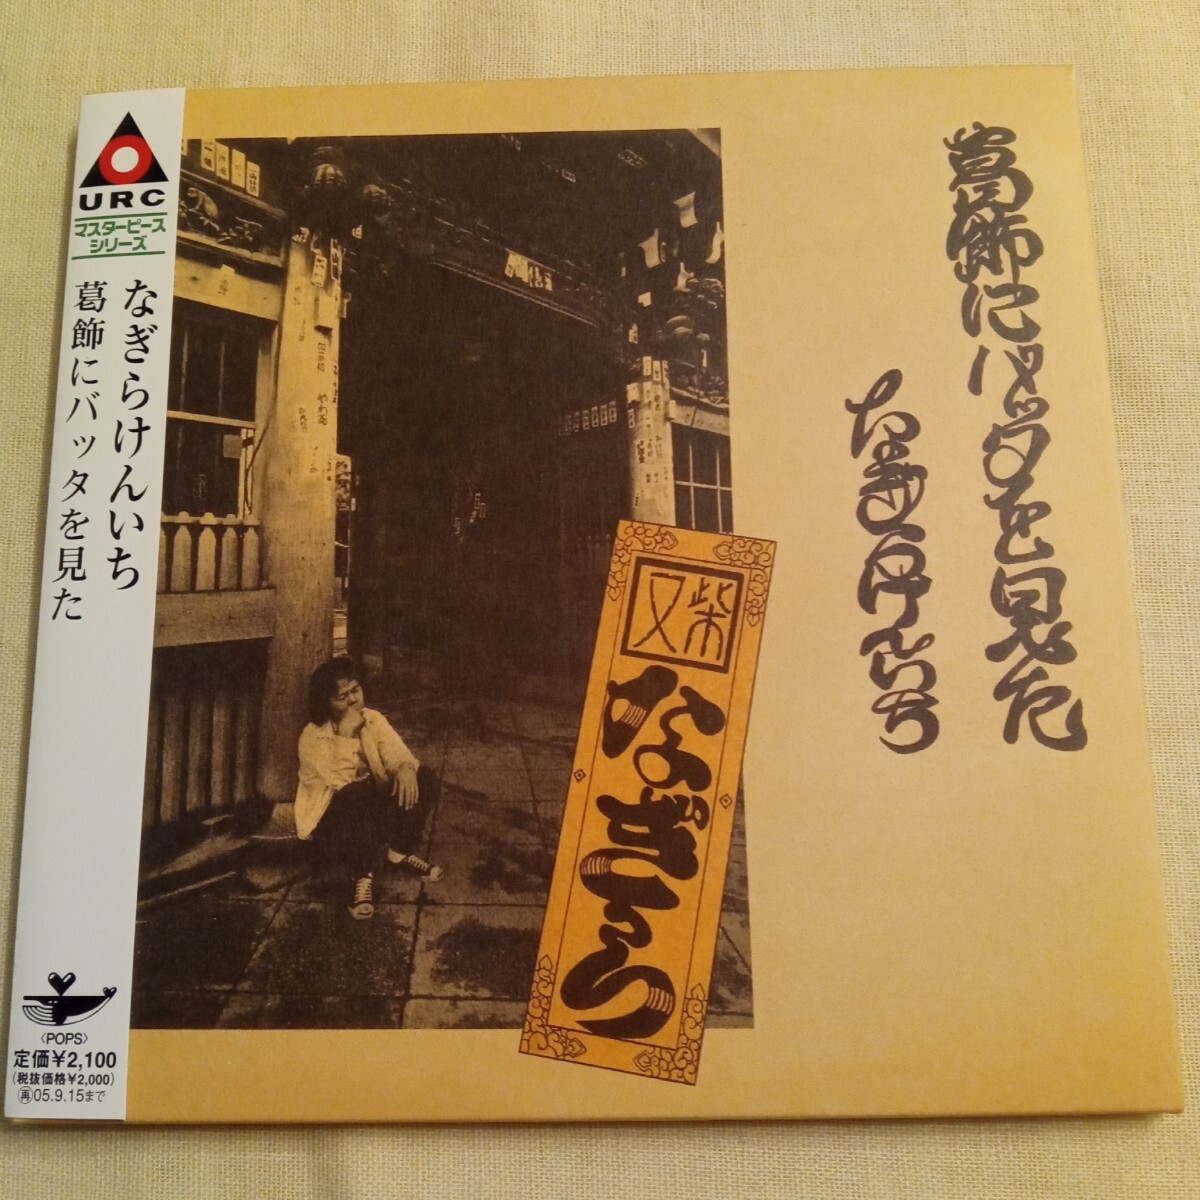 URC
マスターピース
シリーズ
なぎらけんいち
葛飾にバッタを見た
〈POPS〉
定価¥2,100
(税抜価格¥2,000)
再05.9.15まで
葛飾にバッタを見た
なぎらけんいち
柴又
なぎら